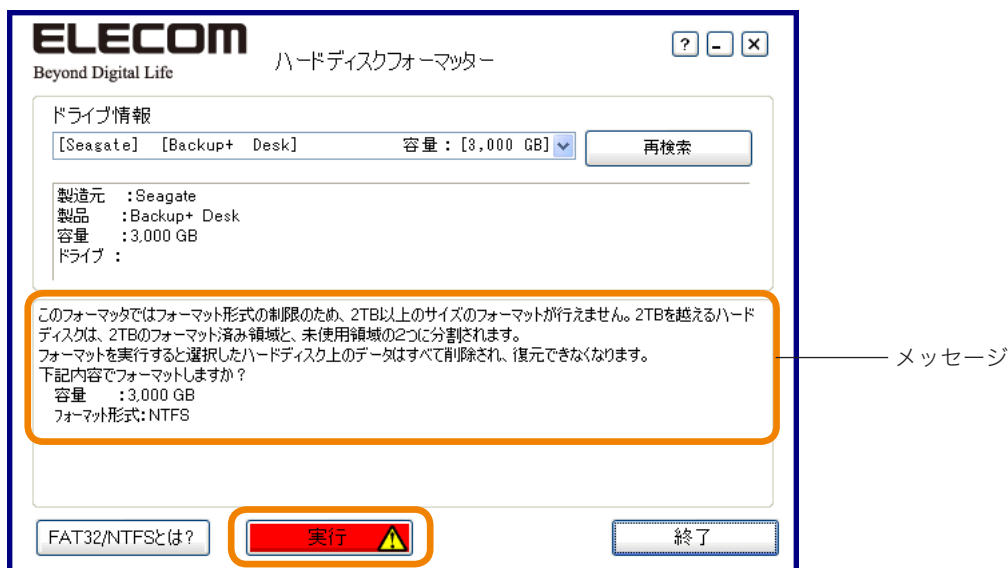 ELECOM
Beyond Digital Life
ハードディスクフォーマッター
? - ×
ドライブ情報
[Seagate] [Backup+ Desk] 容量：[3,000 GB]
再検索
製造元 :Seagate
製品 :Backup+ Desk
容量 :3,000 GB
ドライブ :
このフォーマッタではフォーマット形式の制限のため、2TB以上のサイズのフォーマットが行えません。2TBを越えるハード
ディスクは、2TBのフォーマット済み領域と、未使用領域の2つに分割されます。
フォーマットを実行すると選択したハードディスク上のデータはすべて削除され、復元できなくなります。
下記内容でフォーマットしますか？
容量 :3,000 GB
フォーマット形式:NTFS
メッセージ
FAT32/NTFSとは?
実行
終了